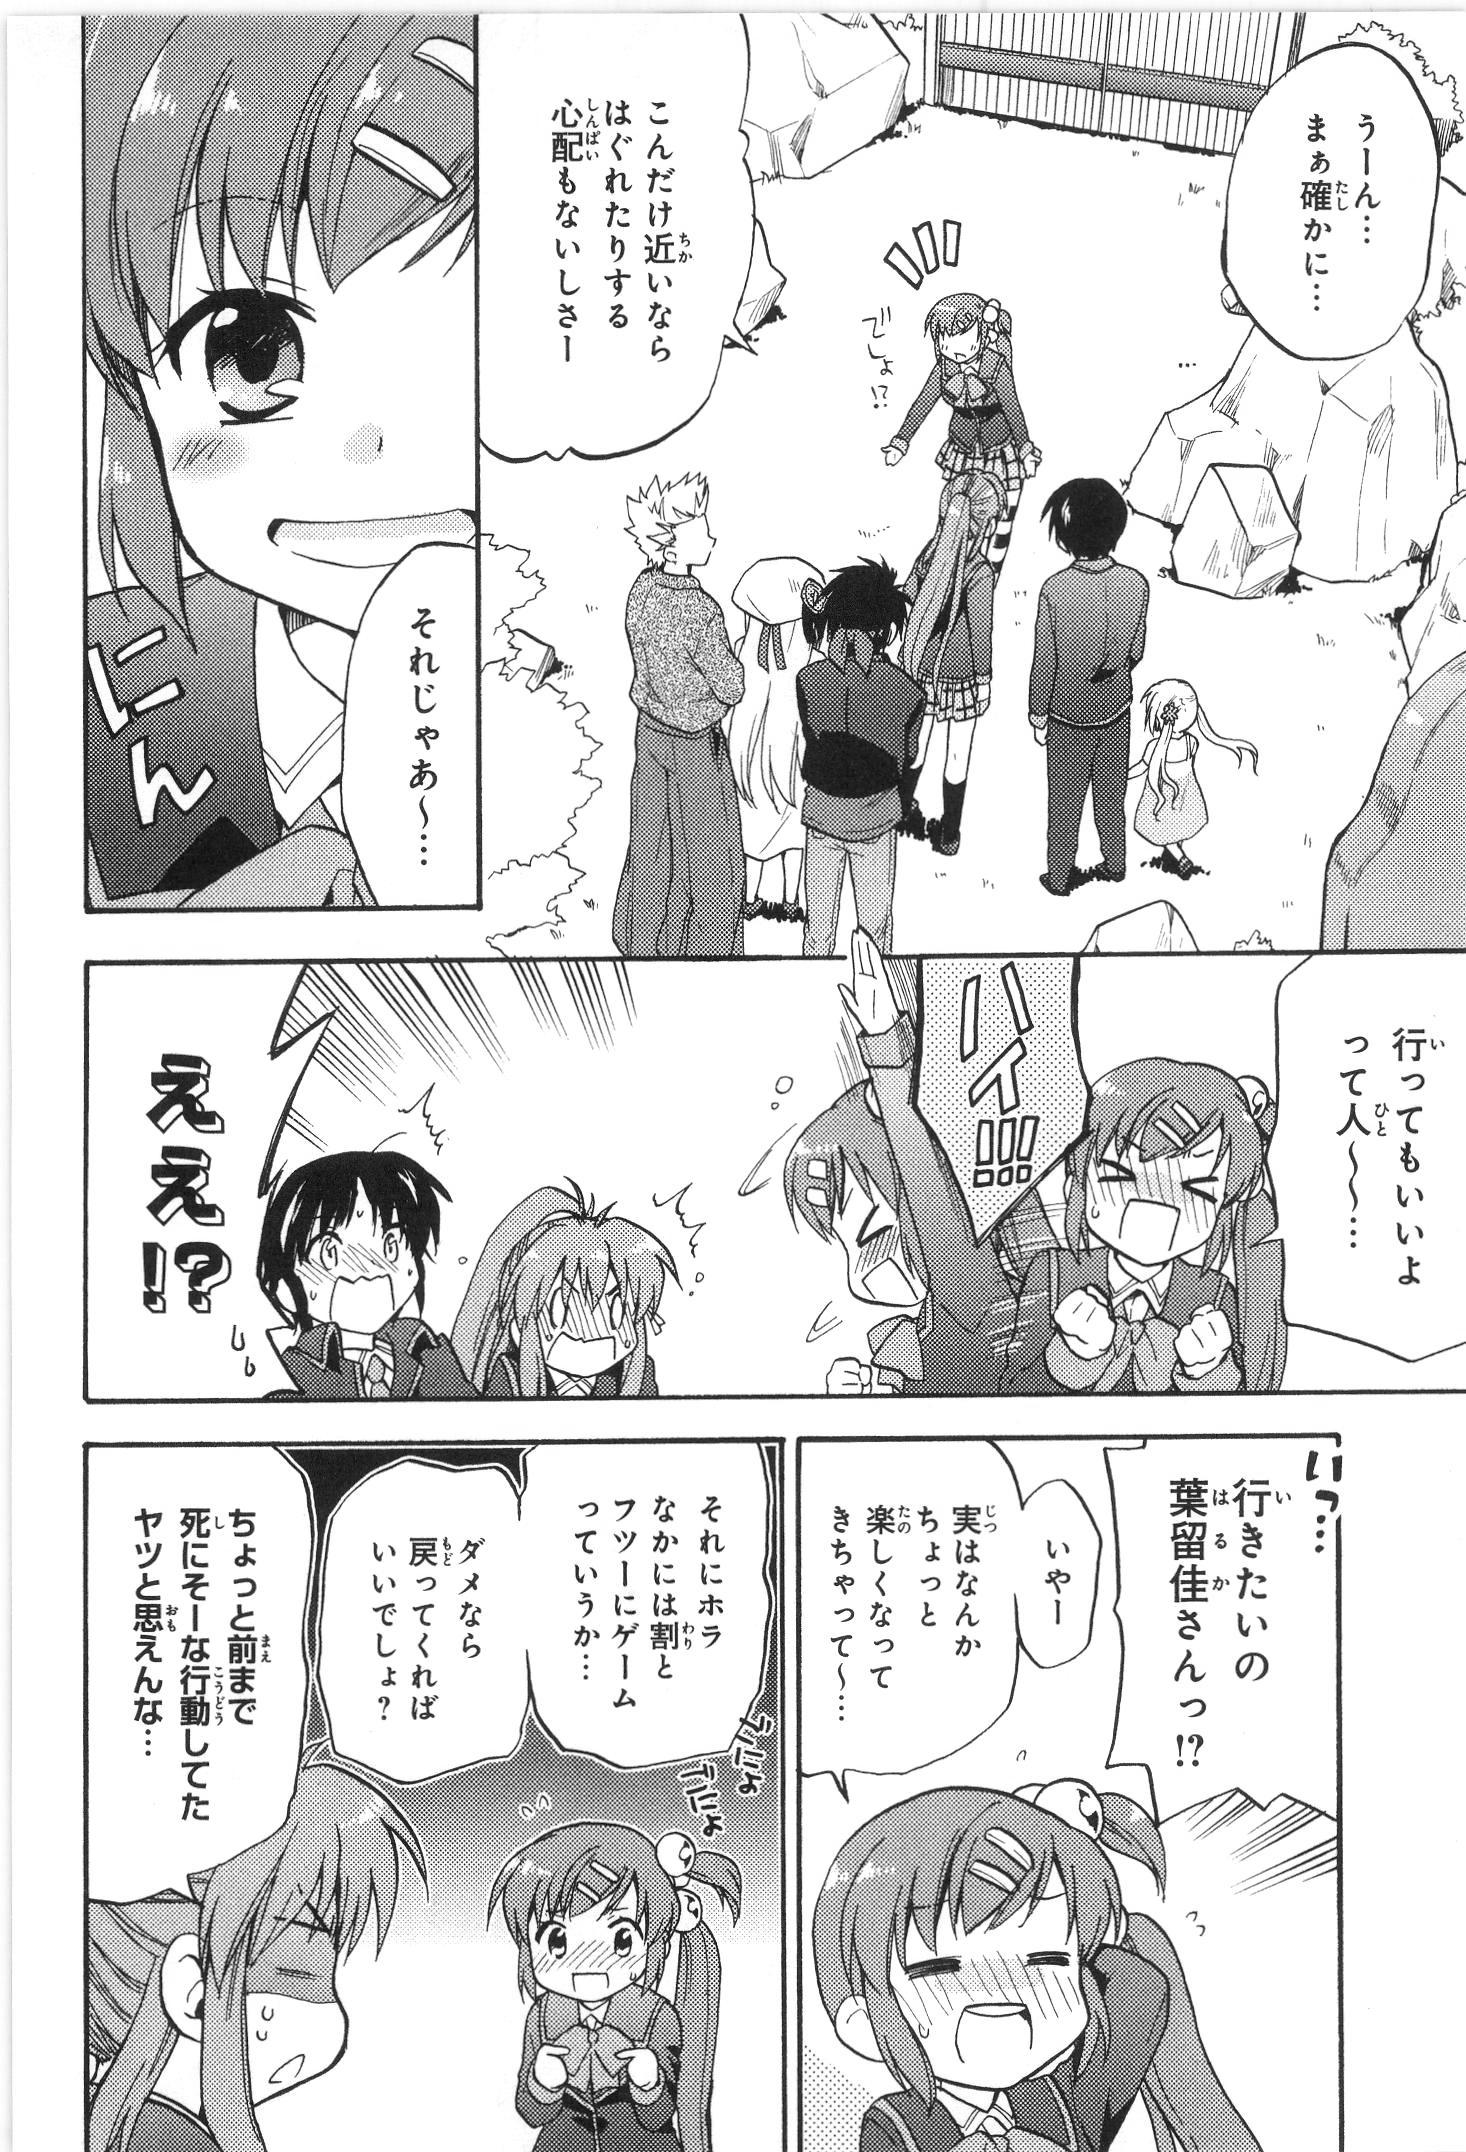 うーん…
まぁ確かに…
でしょ!?
こんだけ近いなら
はぐれたりする
心配もないしさー
それじゃあ〜…
にん
行ってもいいよ
って人〜〜…
ハイ!!!
ええ!?
いっ…
行きたいの
葉留佳さんっ!?
いやー
実はなんか
ちょっと
楽しくなって
きちゃって〜…
それにホラ
なかには割と
フツーにゲーム
っていうか…
ダメなら
戻ってくれば
いいでしょ?
ごにょ
ごにょ
ちょっと前まで
死にそーな行動してた
ヤツと思えんな…